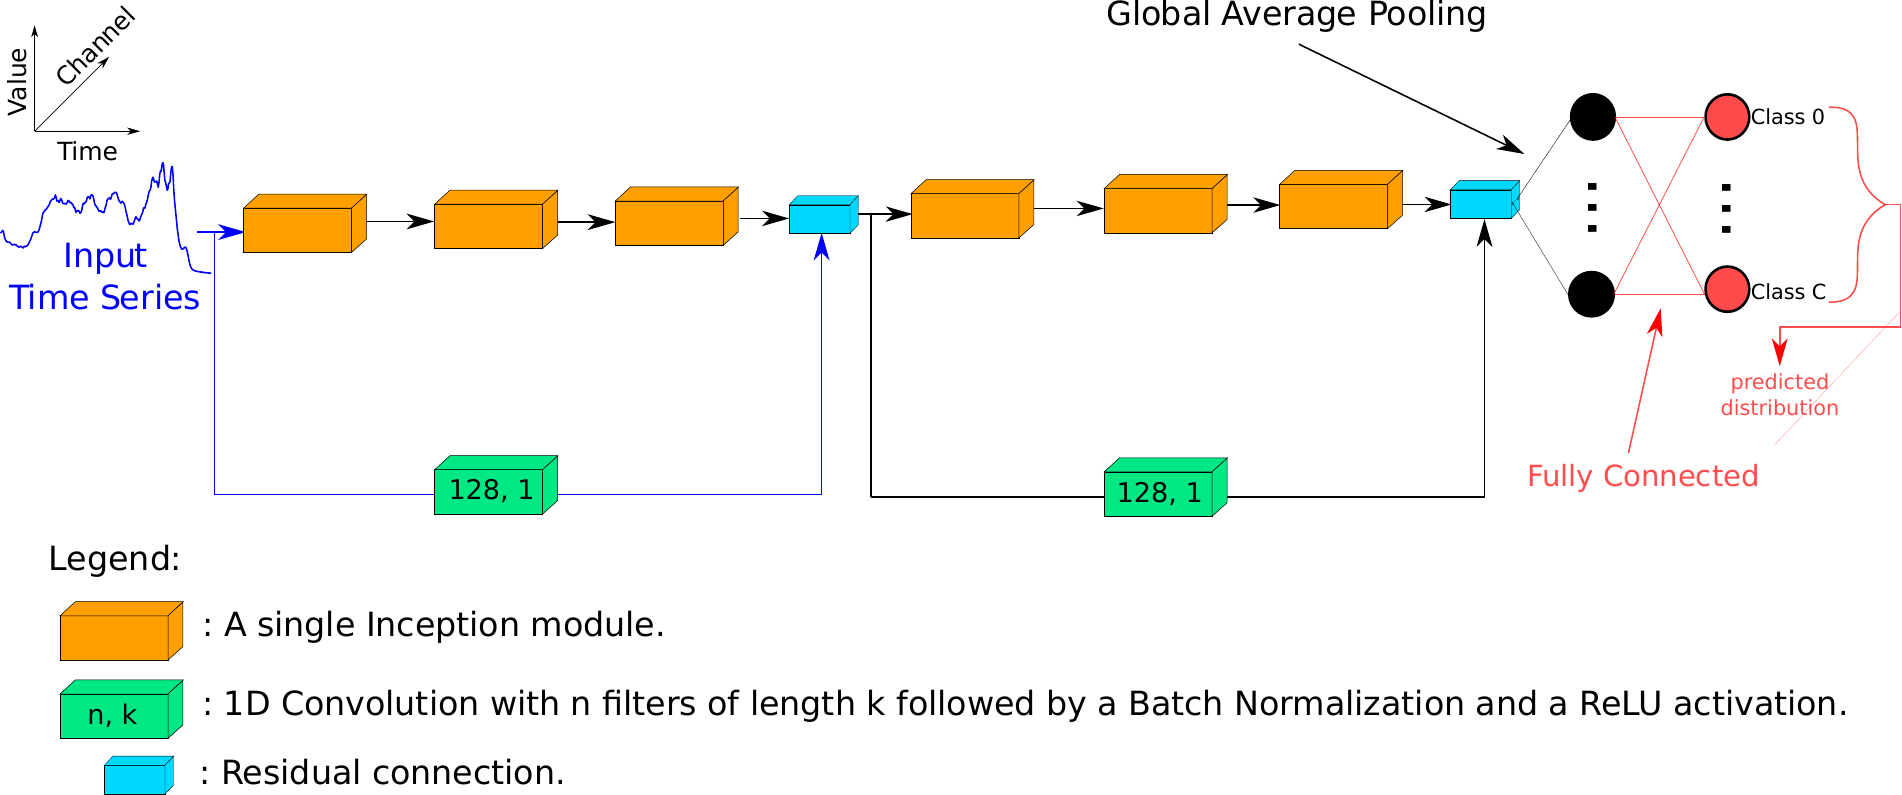 Global Average Pooling
Value
Channel
Time
Input
Time Series
Class 0
Class C
predicted
distribution
Fully Connected
128, 1
128, 1
Legend:
: A single Inception module.
n, k
: 1D Convolution with n filters of length k followed by a Batch Normalization and a ReLU activation.
: Residual connection.